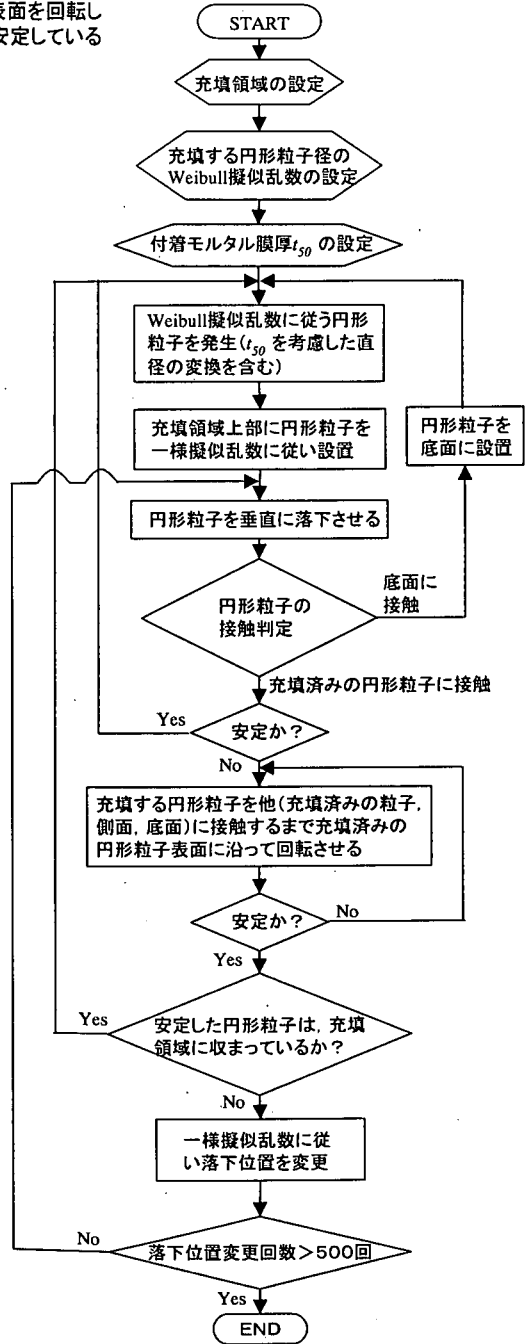 表面を回転し
安定している
START
充填領域の設定
充填する円形粒子径の
Weibull擬似乱数の設定
付着モルタル膜厚t50 の設定
Weibull擬似乱数に従う円形
粒子を発生(t50 を考慮した直
径の変換を含む)
充填領域上部に円形粒子を
一様擬似乱数に従い設置
円形粒子を
底面に設置
円形粒子を垂直に落下させる
円形粒子の
接触判定
底面に
接触
充填済みの円形粒子に接触
Yes
安定か?
No
充填する円形粒子を他(充填済みの粒子,
側面, 底面)に接触するまで充填済みの
円形粒子表面に沿って回転させる
安定か?
No
Yes
Yes
安定した円形粒子は, 充填
領域に収まっているか?
No
一様擬似乱数に従
い落下位置を変更
No
落下位置変更回数>500回
Yes
END